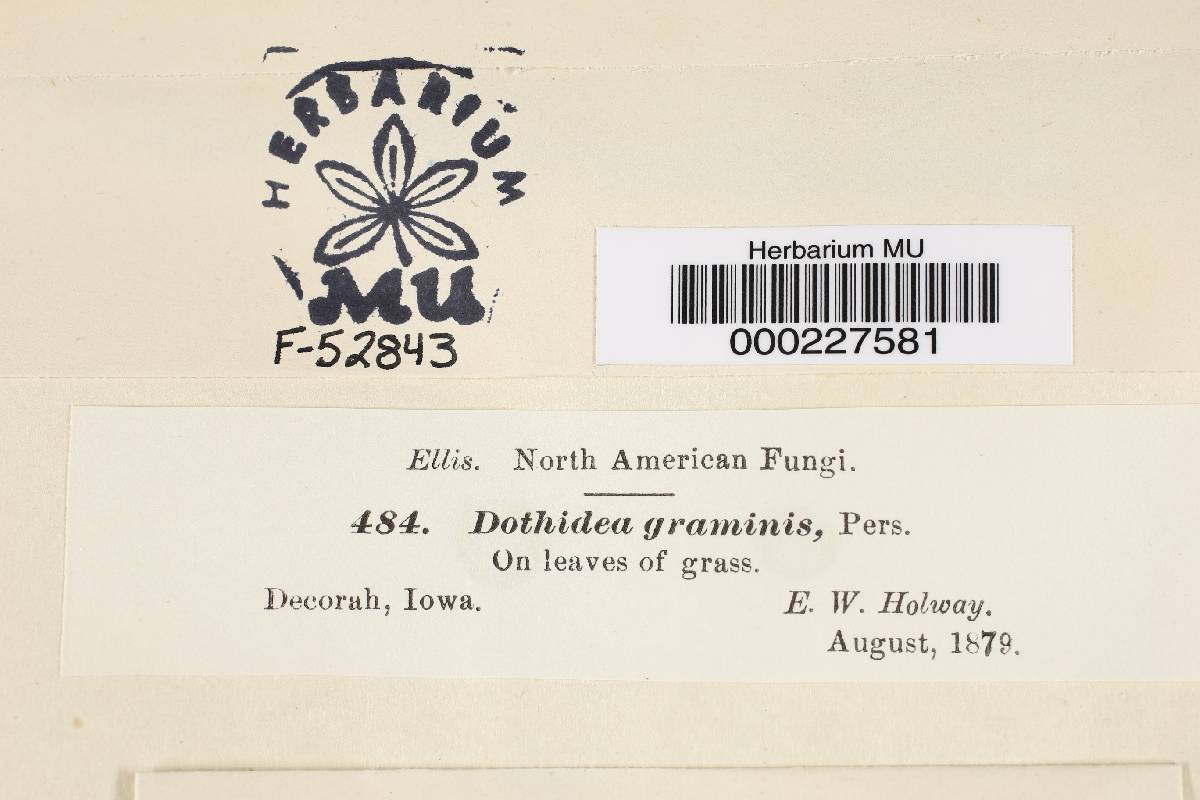 HERBARIUM
MU
F-52843
Herbarium MU
000227581
Ellis. North American Fungi.
484. Dothidea graminis, Pers.
On leaves of grass.
Decorah, Iowa. E. W. Holway.
August, 1879.